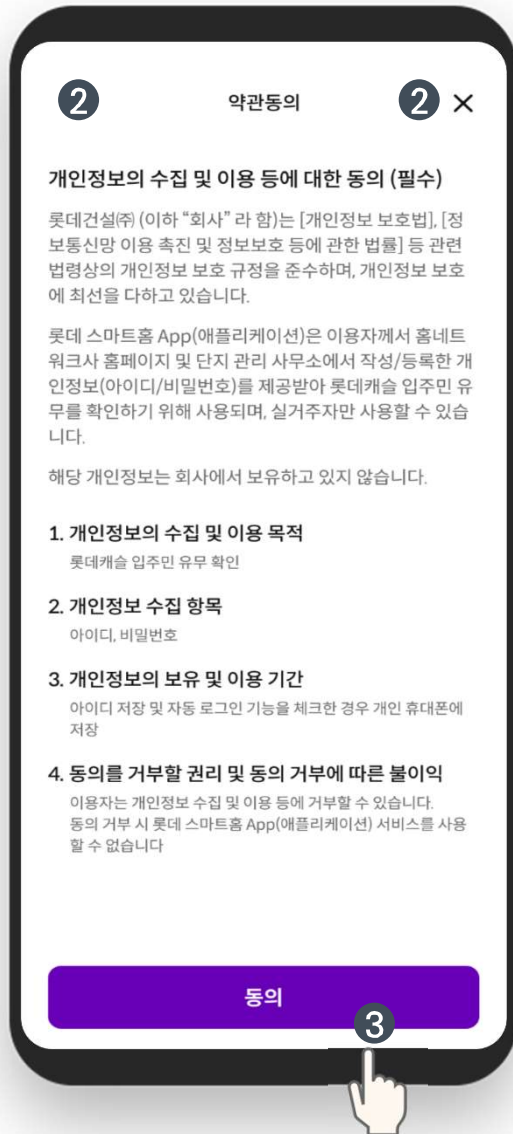 2 약관동의 2 ×
개인정보의 수집 및 이용 등에 대한 동의 (필수)
롯데건설㈜ (이하 “회사” 라 함)는 [개인정보 보호법], [정
보통신망 이용 촉진 및 정보보호 등에 관한 법률] 등 관련
법령상의 개인정보 보호 규정을 준수하며, 개인정보 보호
에 최선을 다하고 있습니다.
롯데 스마트홈 App(애플리케이션)은 이용자께서 홈네트
워크사 홈페이지 및 단지 관리 사무소에서 작성/등록한 개
인정보(아이디/비밀번호)를 제공받아 롯데캐슬 입주민 유
무를 확인하기 위해 사용되며, 실거주자만 사용할 수 있습
니다.
해당 개인정보는 회사에서 보유하고 있지 않습니다.
1. 개인정보의 수집 및 이용 목적
롯데캐슬 입주민 유무 확인
2. 개인정보 수집 항목
아이디, 비밀번호
3. 개인정보의 보유 및 이용 기간
아이디 저장 및 자동 로그인 기능을 체크한 경우 개인 휴대폰에
저장
4. 동의를 거부할 권리 및 동의 거부에 따른 불이익
이용자는 개인정보 수집 및 이용 등에 거부할 수 있습니다.
동의 거부 시 롯데 스마트홈 App(애플리케이션) 서비스를 사용
할 수 없습니다
동의
3